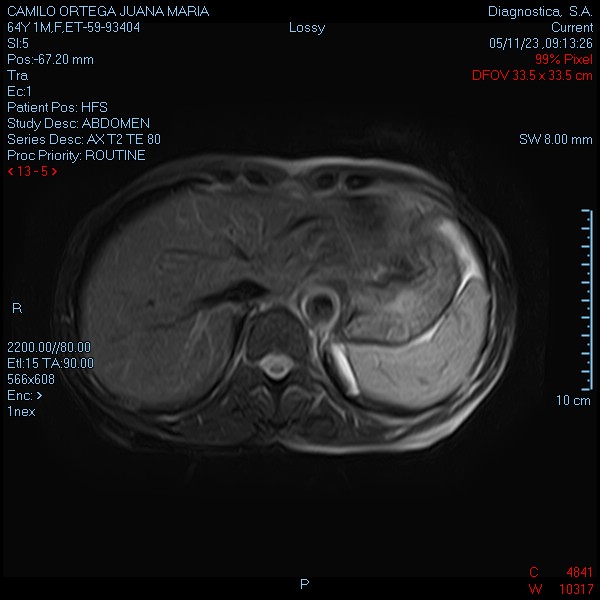 CAMILO ORTEGA JUANA MARIA
64Y 1M,F,ET-59-93404
Sl:5
Pos:-67.20 mm
Tra
Ec:1
Patient Pos: HFS
Study Desc: ABDOMEN
Series Desc: AX T2 TE 80
Proc Priority: ROUTINE
< 13 - 5 >
Lossy
Diagnostica, S.A.
Current
05/11/23 ,09:13:26
99% Pixel
DFOV 33.5 x 33.5 cm
SW 8.00 mm
R
2200.00//80.00
Etl:15 TA:90.00
566x608
Enc: >
1nex
10 cm
P
C 4841
W 10317